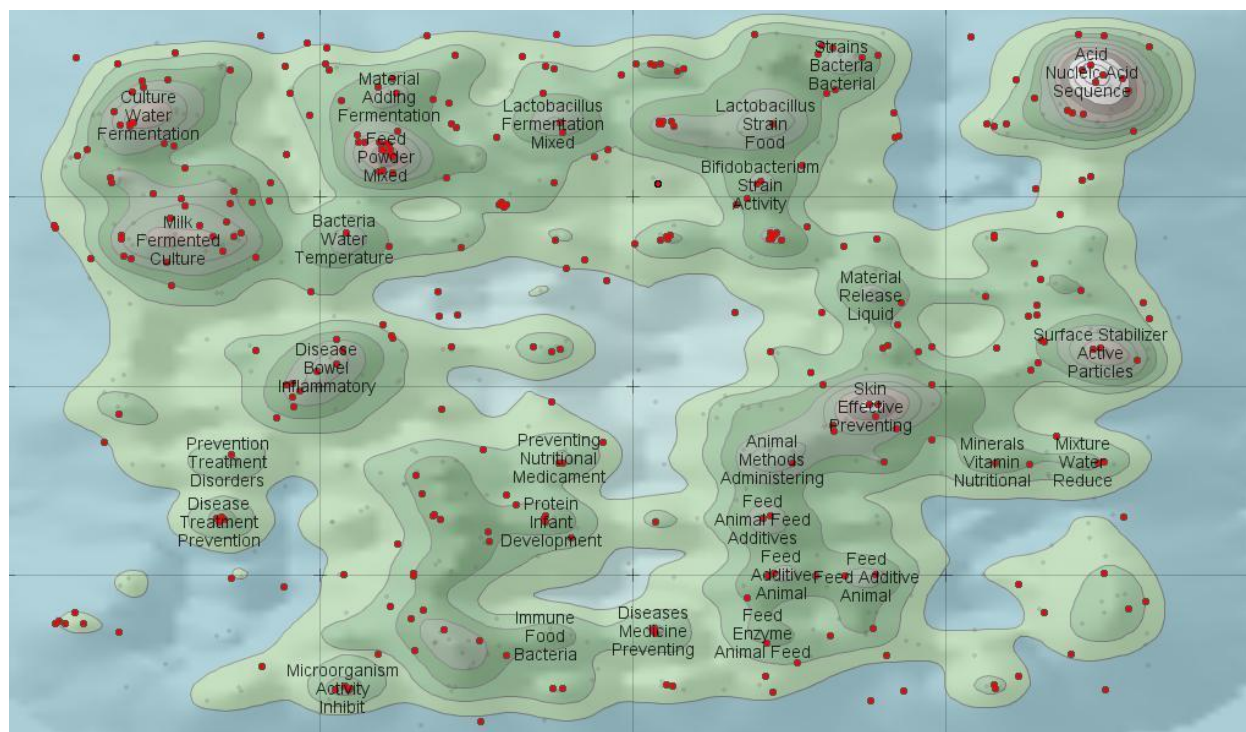 Strains
Bacteria
Bacterial
Acid
Nucleic Acid
Sequence
Culture
Water
Fermentation
Material
Adding
Fermentation
Lactobacillus
Fermentation
Mixed
Lactobacillus
Strain
Food
Feed
Powder
Mixed
Bifidobacterium
Strain
Activity
Milk
Fermented
Culture
Bacteria
Water
Temperature
Material
Release
Liquid
Surface Stabilizer
Active
Particles
Disease
Bowel
Inflammatory
Skin
Effective
Preventing
Prevention
Treatment
Disorders
Preventing
Nutritional
Medicament
Animal
Methods
Administering
Minerals
Vitamin
Nutritional
Mixture
Water
Reduce
Disease
Treatment
Prevention
Protein
Infant
Development
Feed
Animal Feed
Additives
Feed
Additives
Animal
Feed
Feed Additive
Animal
Immune
Food
Bacteria
Diseases
Medicine
Preventing
Feed
Enzyme
Animal Feed
Microorganism
Activity
Inhibit